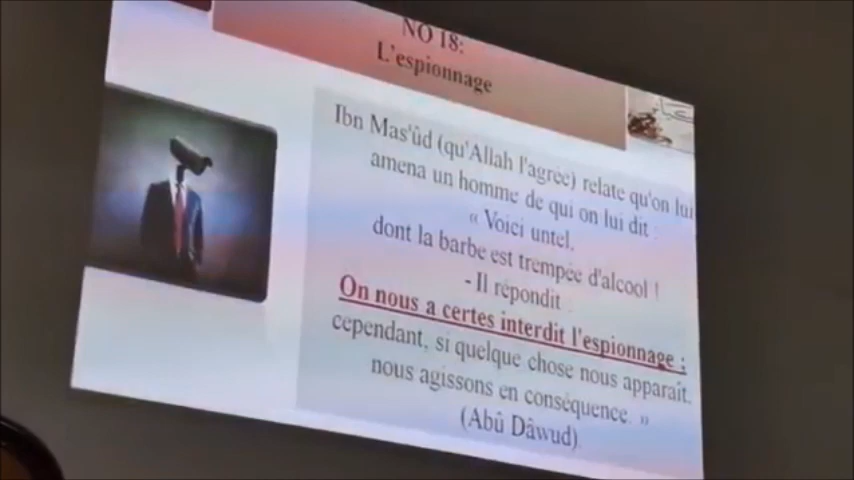 NO 18:
L'espionnage
Ibn Mas'ûd (qu'Allah l'agrée) relate qu'on lui
amena un homme de qui on lui dit :
« Voici untel,
dont la barbe est trempée d'alcool !
- Il répondit :
On nous a certes interdit l'espionnage ;
cependant, si quelque chose nous apparaît,
nous agissons en conséquence. »
(Abû Dâwud)